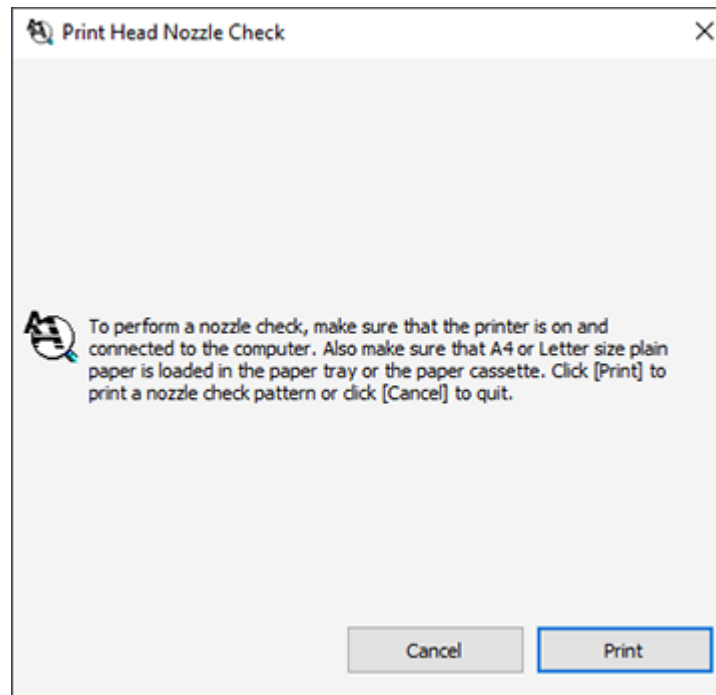 Print Head Nozzle Check
To perform a nozzle check, make sure that the printer is on and
connected to the computer. Also make sure that A4 or Letter size plain
paper is loaded in the paper tray or the paper cassette. Click [Print] to
print a nozzle check pattern or click [Cancel] to quit.
Cancel
Print